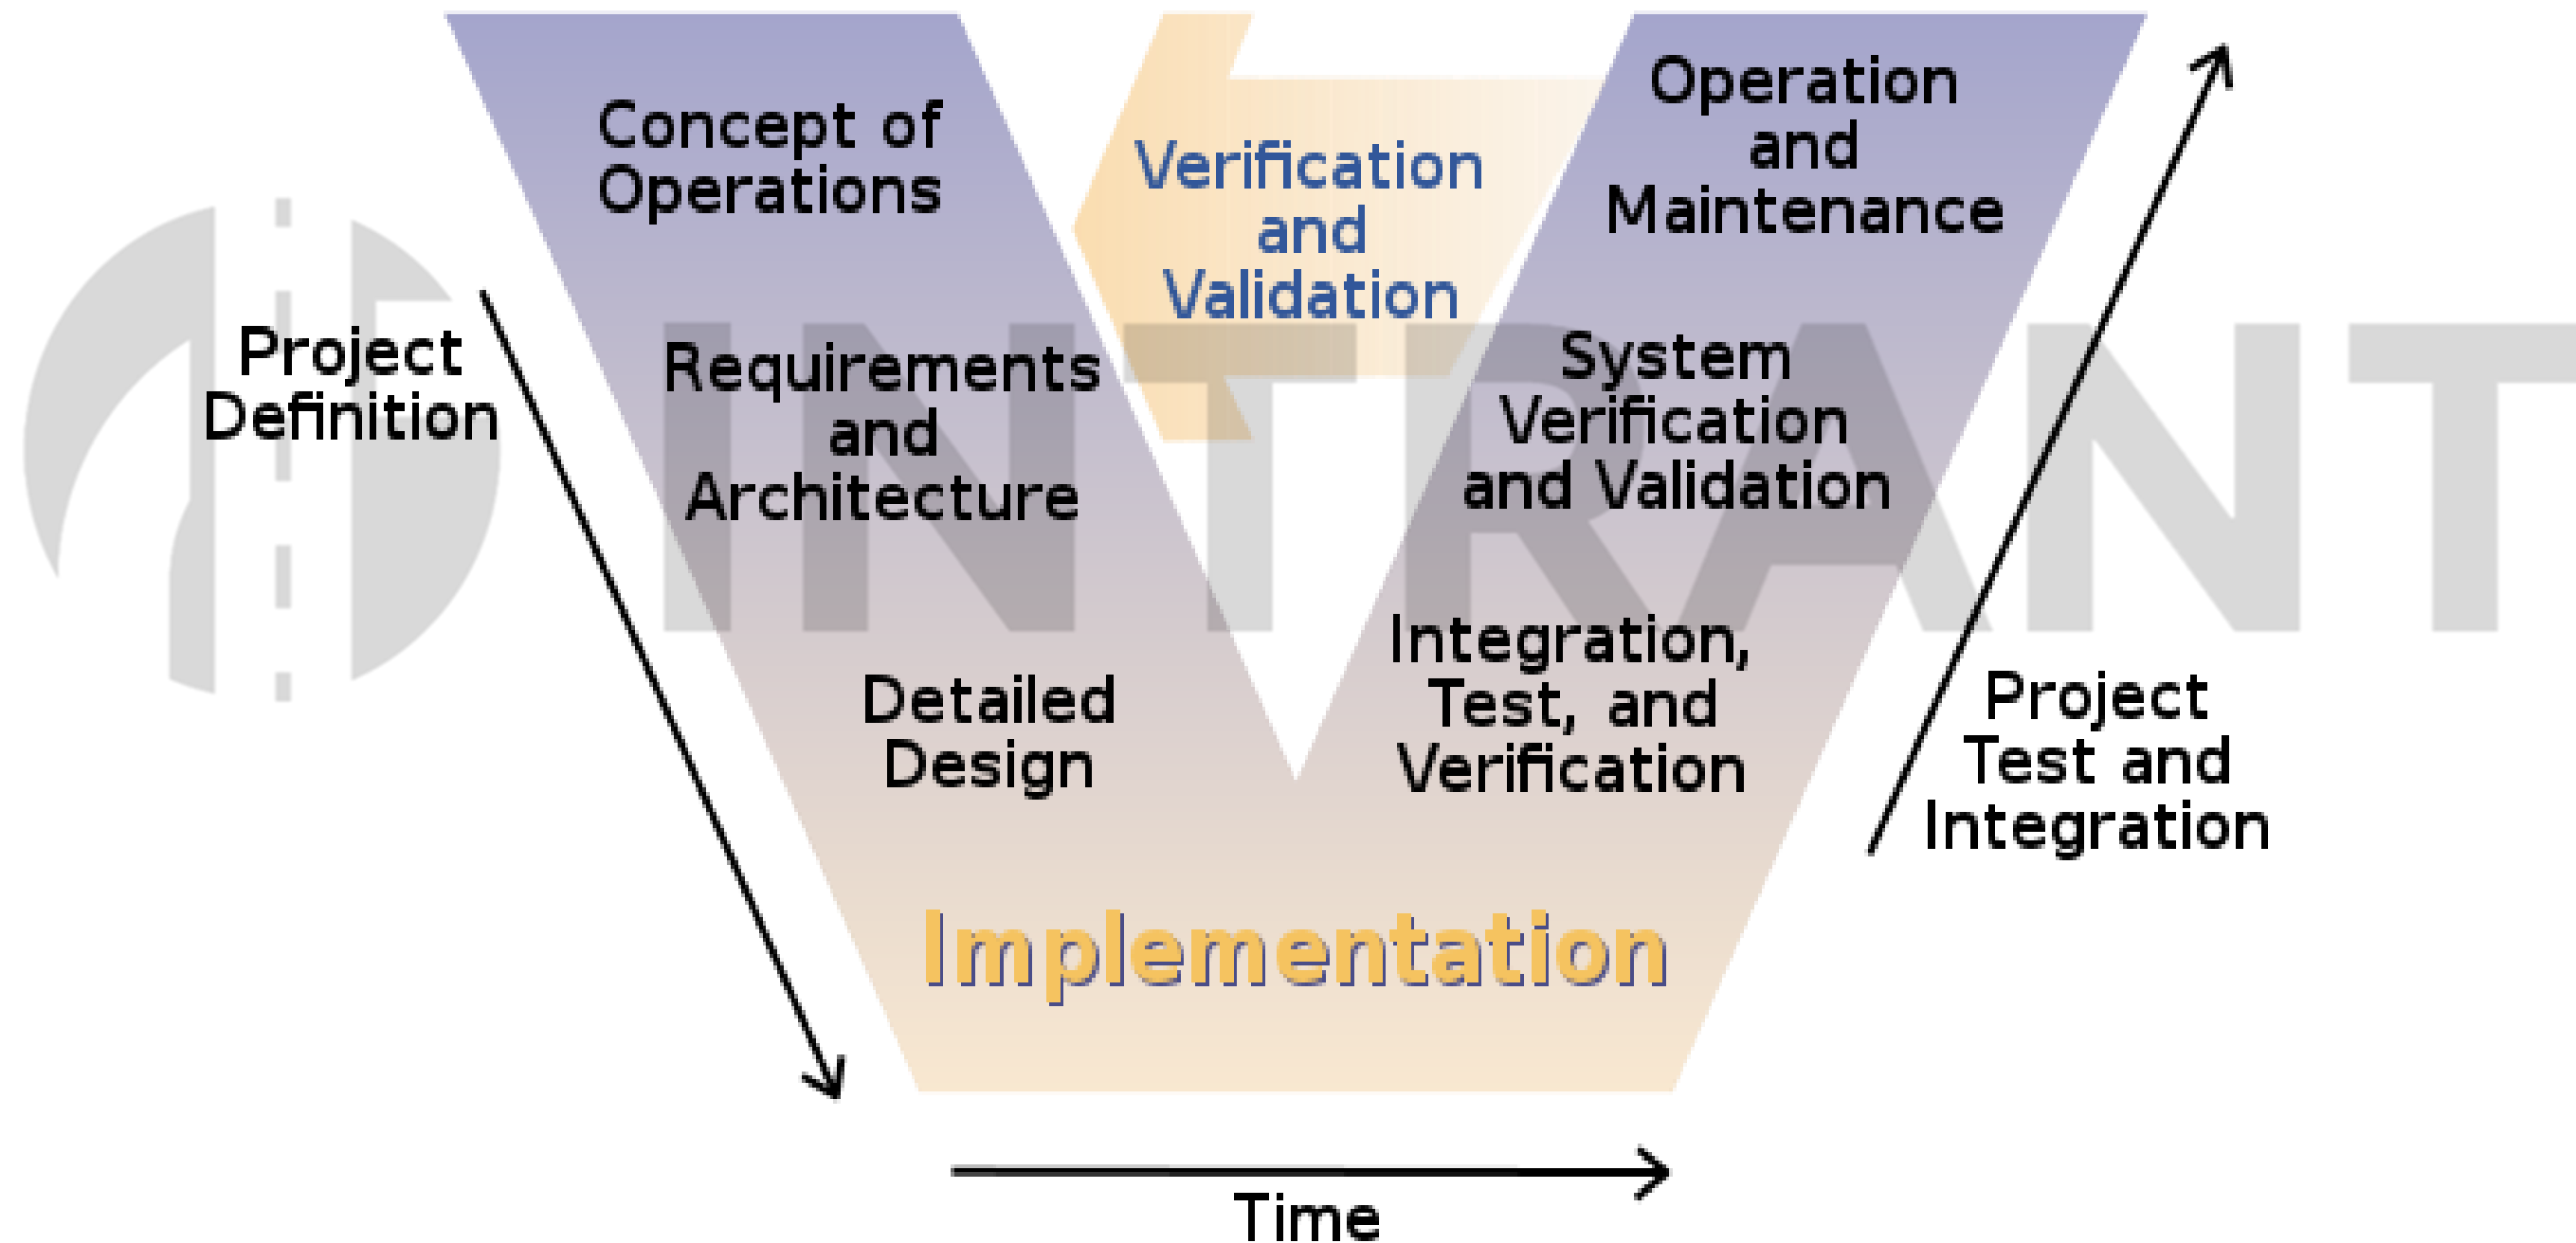 Concept of
Operations
Verification
and
Validation
Operation
and
Maintenance
Project
Definition
Requirements
and
Architecture
System
Verification
and Validation
Detailed
Design
Integration,
Test, and
Verification
Project
Test and
Integration
Implementation
Time
INTRANT